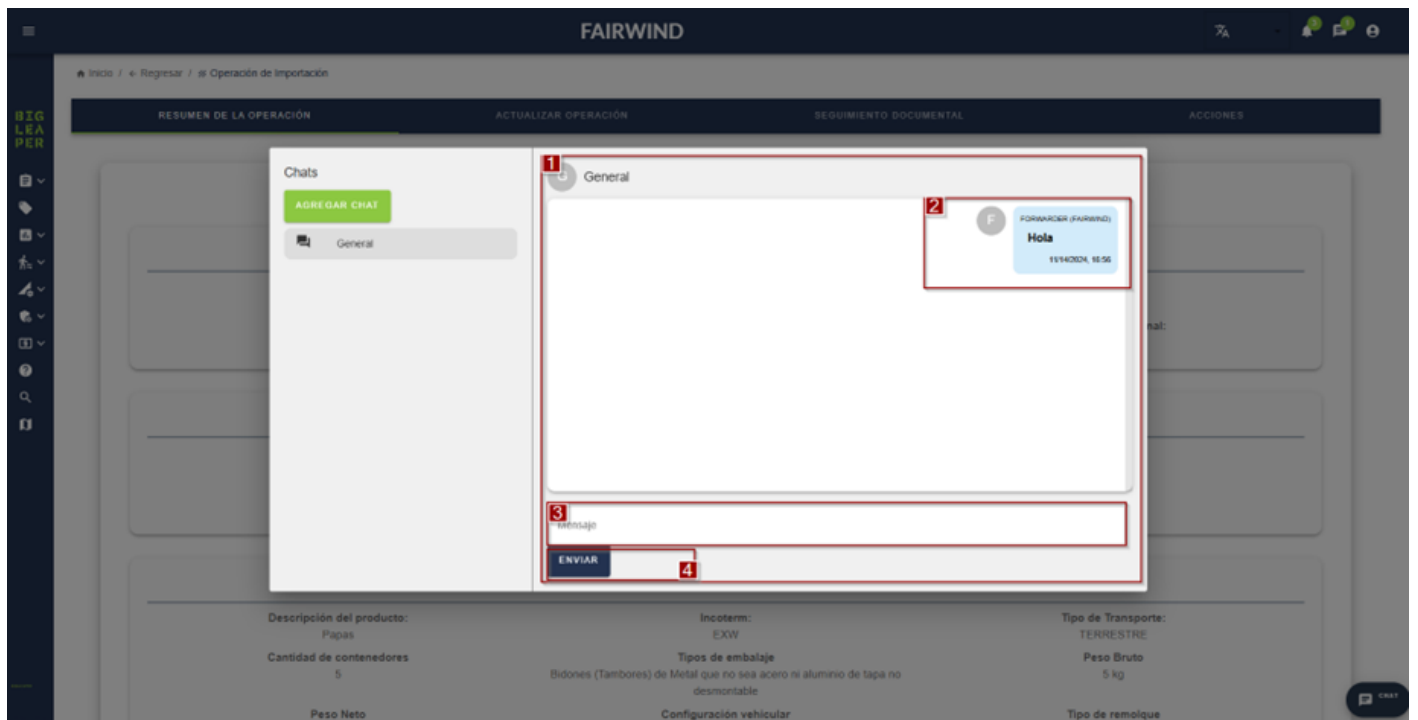 FAIRWIND
3
1
Inicio / ← Regresar / Operación de Importación
BIG
LEA
PER
RESUMEN DE LA OPERACIÓN
ACTUALIZAR OPERACIÓN
SEGUIMIENTO DOCUMENTAL
ACCIONES
Chats
AGREGAR CHAT
General
1
G General
2
F
FORWARDER (FAIRWIND)
Hola
11/14/2024, 16:56
nal:
3
Mensaje
ENVIAR
4
Descripción del producto:
Papas
Incoterm:
EXW
Tipo de Transporte:
TERRESTRE
Cantidad de contenedores
5
Tipos de embalaje
Bidones (Tambores) de Metal que no sea acero ni aluminio de tapa no
desmontable
Peso Bruto
5 kg
Peso Neto
Configuración vehicular
Tipo de remolque
CHAT